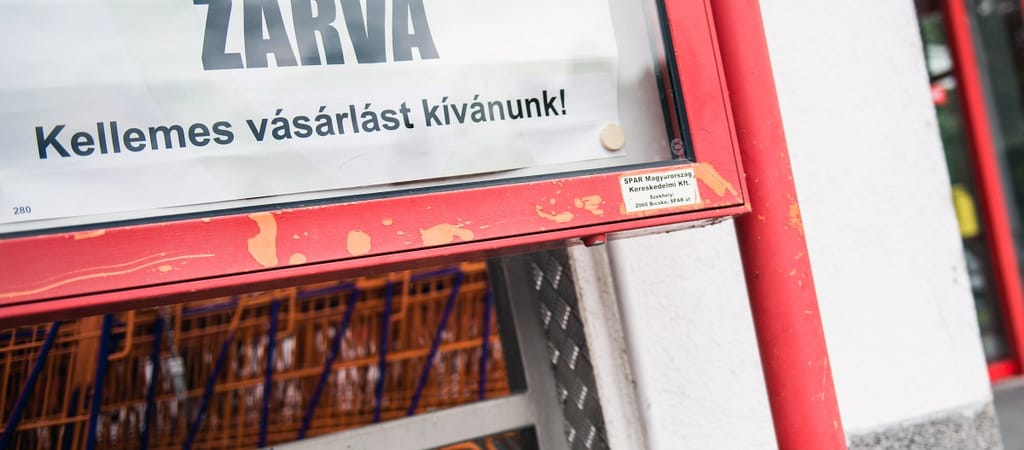 ZÁRVA
Kellemes vásárlást kívánunk!
280
SPAR Magyarország
Kereskedelmi Kft.
Székhely:
2060 Bicske, SPAR út